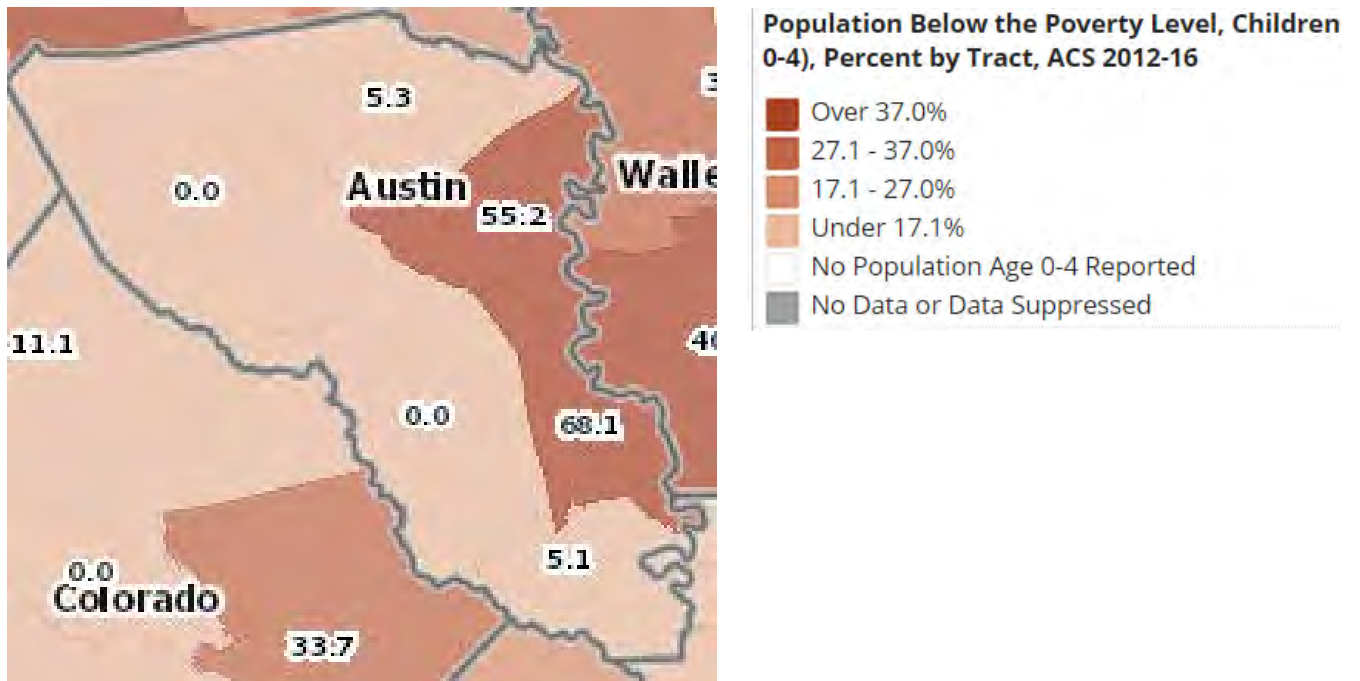 Population Below the Poverty Level, Children
0-4), Percent by Tract, ACS 2012-16
Over 37.0%
27.1 - 37.0%
17.1 - 27.0%
Under 17.1%
No Population Age 0-4 Reported
No Data or Data Suppressed
5.3
0.0
Austin
Walle
55.2
11.1
0.0
68.1
5.1
0.0
Colorado
33.7